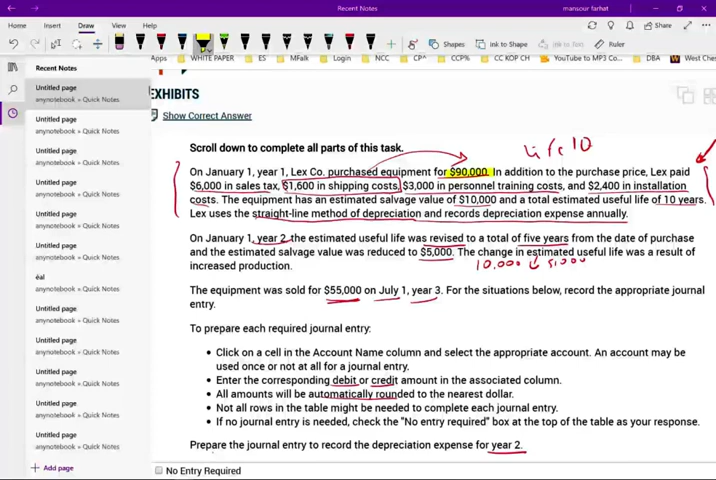 Recent Notes
mansour farhat
Home
Insert
Draw
View
Help
Share
Shapes
Ink to Shape
Ink to Text
Ruler
Recent Notes
Untitled page
anynotebook » Quick Notes
Untitled page
anynotebook » Quick Notes
Untitled page
anynotebook » Quick Notes
Untitled page
anynotebook » Quick Notes
Untitled page
anynotebook » Quick Notes
Untitled page
anynotebook » Quick Notes
éal
anynotebook » Quick Notes
Untitled page
anynotebook » Quick Notes
Untitled page
anynotebook » Quick Notes
Untitled page
anynotebook » Quick Notes
Untitled page
anynotebook » Quick Notes
Untitled page
anynotebook » Quick Notes
Add page
Apps WHITE PAPER ES MFalk Login NCC CP^ CCP% CC KOP CH YouTube to MP3 C... DBA West Ches
EXHIBITS
Show Correct Answer
life 10
Scroll down to complete all parts of this task.
On January 1, year 1, Lex Co. purchased equipment for $90,000. In addition to the purchase price, Lex paid
$6,000 in sales tax, $1,600 in shipping costs, $3,000 in personnel training costs, and $2,400 in installation
costs. The equipment has an estimated salvage value of $10,000 and a total estimated useful life of 10 years.
Lex uses the straight-line method of depreciation and records depreciation expense annually.
On January 1, year 2, the estimated useful life was revised to a total of five years from the date of purchase
and the estimated salvage value was reduced to $5,000. The change in estimated useful life was a result of
increased production.
10,000 5,000
The equipment was sold for $55,000 on July 1, year 3. For the situations below, record the appropriate journal
entry.
To prepare each required journal entry:
• Click on a cell in the Account Name column and select the appropriate account. An account may be
used once or not at all for a journal entry.
• Enter the corresponding debit or credit amount in the associated column.
• All amounts will be automatically rounded to the nearest dollar.
• Not all rows in the table might be needed to complete each journal entry.
• If no journal entry is needed, check the "No entry required" box at the top of the table as your response.
Prepare the journal entry to record the depreciation expense for year 2.
No Entry Required